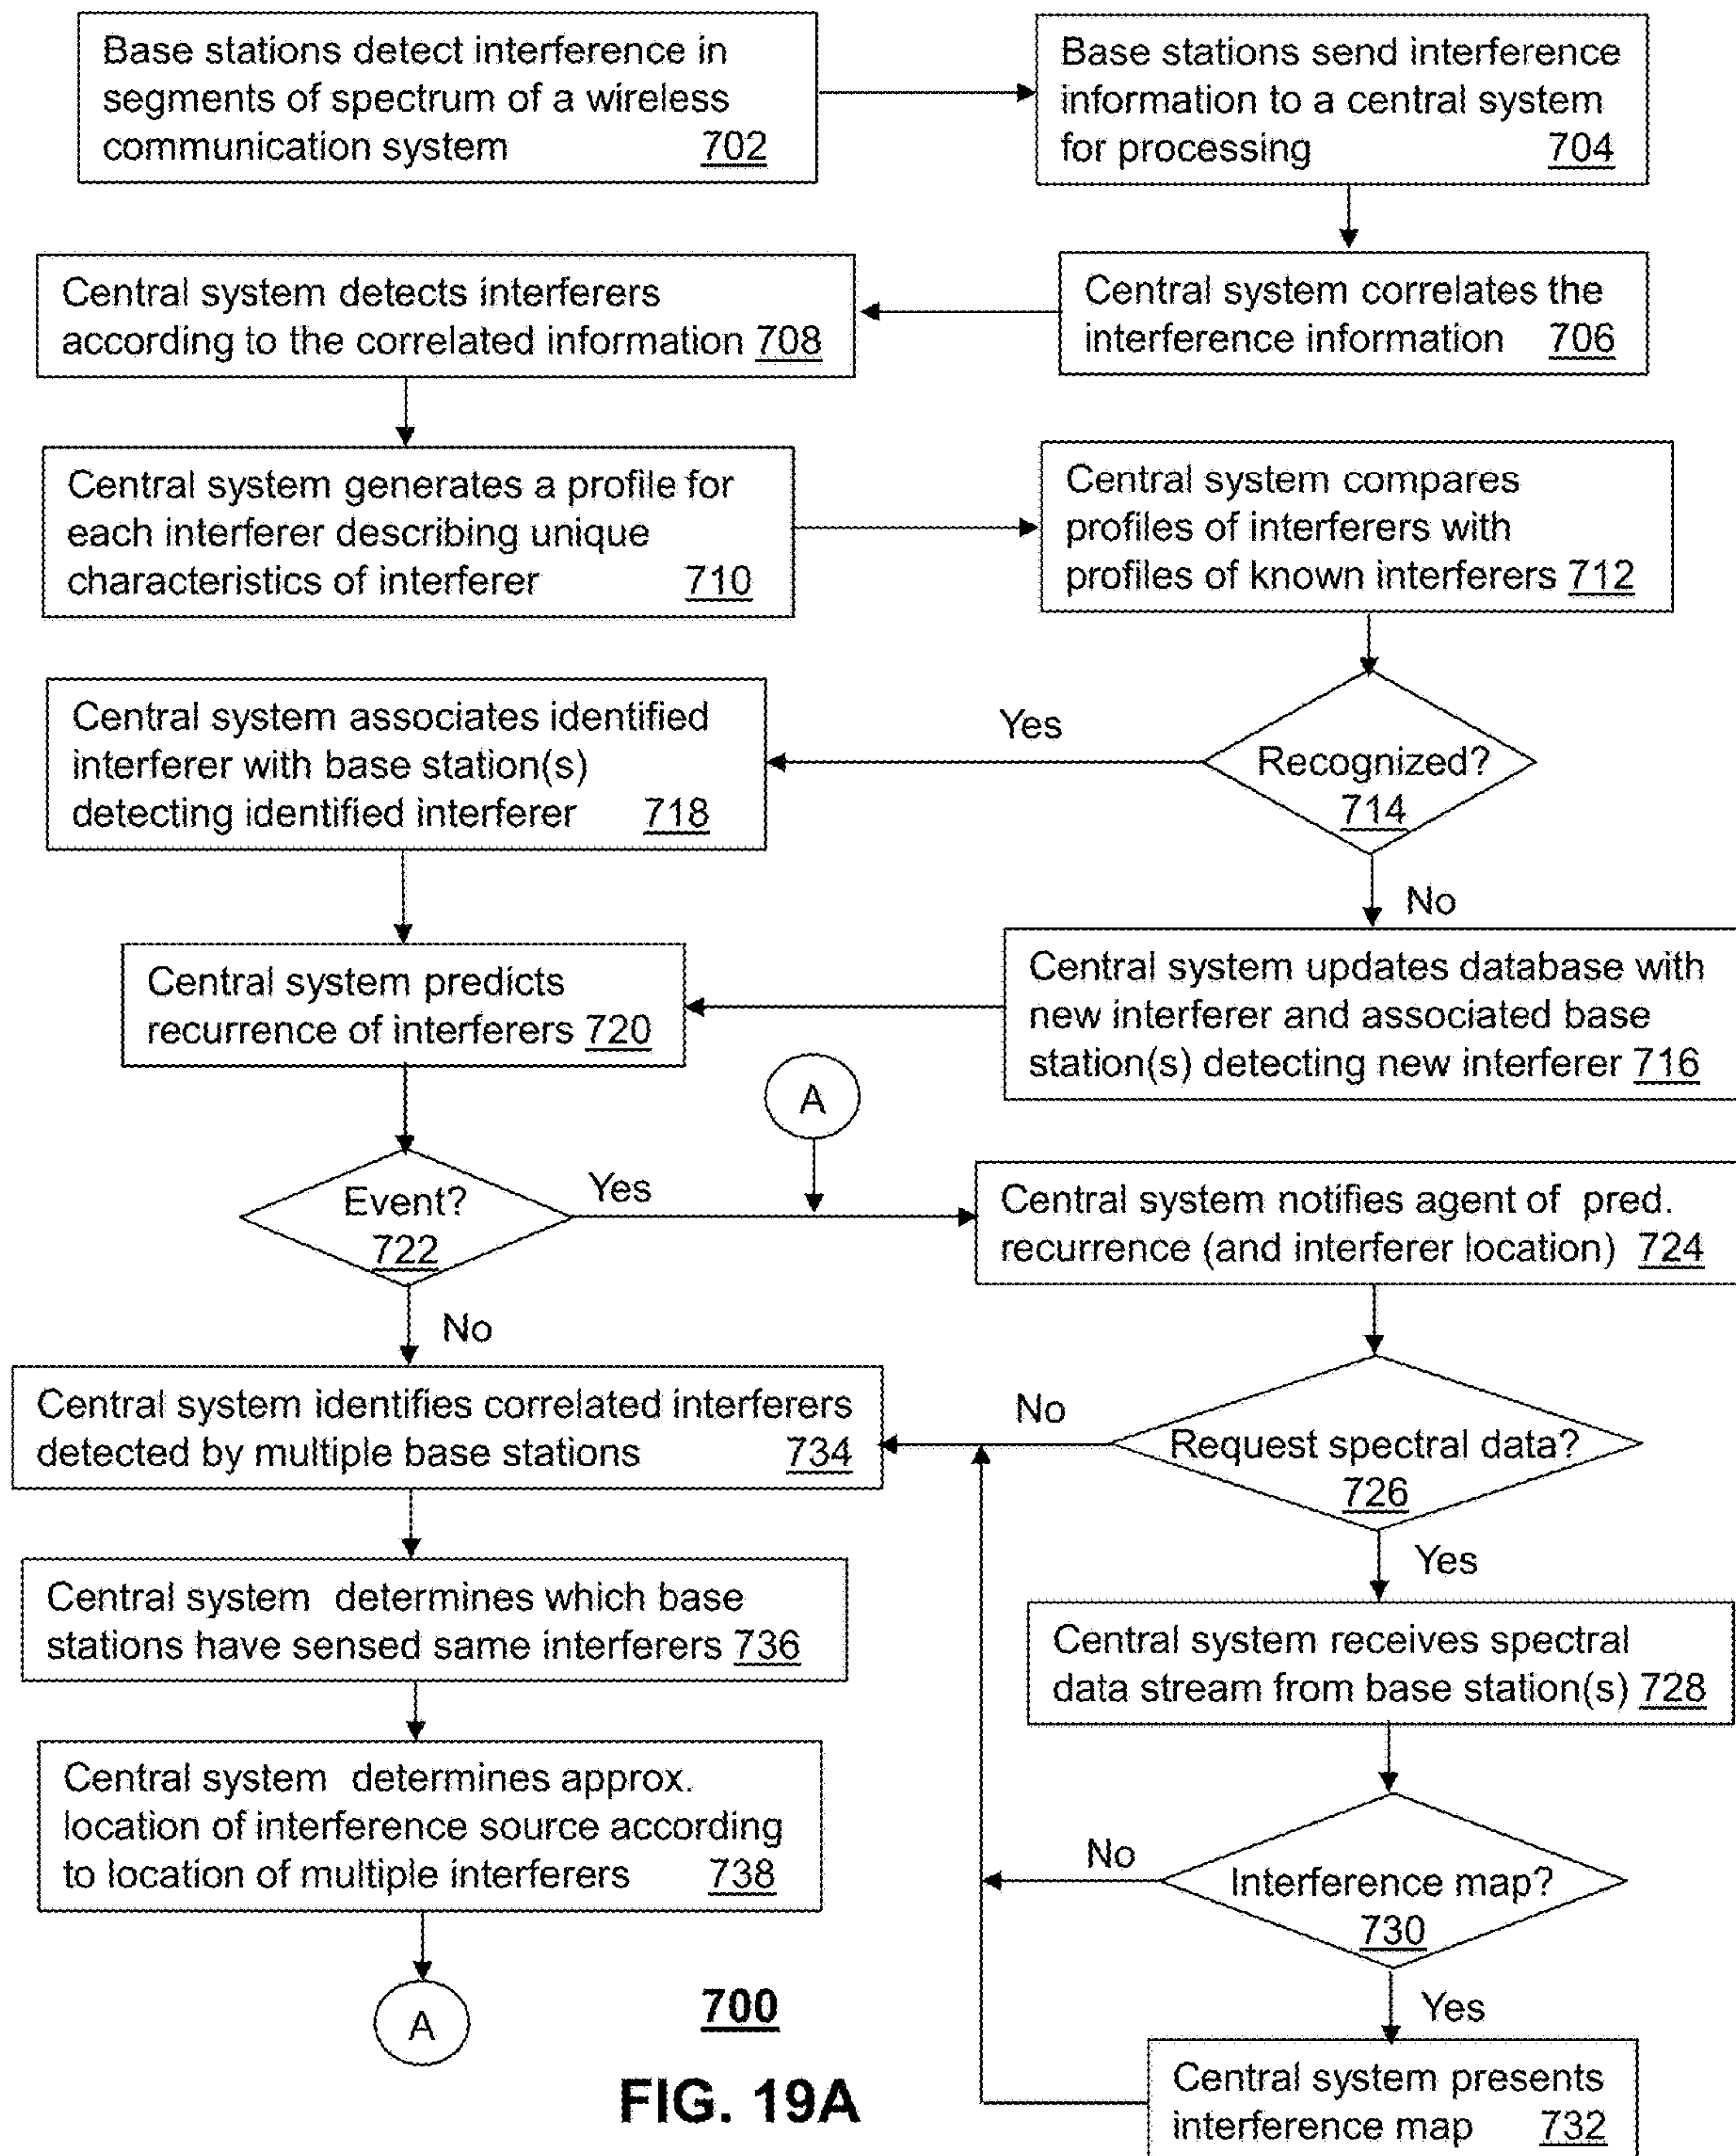 Base stations detect interference in
segments of spectrum of a wireless
communication system 702
Base stations send interference
information to a central system
for processing 704
Central system correlates the
interference information 706
Central system detects interferers
according to the correlated information 708
Central system generates a profile for
each interferer describing unique
characteristics of interferer 710
Central system compares
profiles of interferers with
profiles of known interferers 712
Recognized?
714
Yes
No
Central system associates identified
interferer with base station(s)
detecting identified interferer 718
Central system updates database with
new interferer and associated base
station(s) detecting new interferer 716
Central system predicts
recurrence of interferers 720
A
Event?
722
Yes
No
Central system notifies agent of pred.
recurrence (and interferer location) 724
Request spectral data?
726
No
Yes
Central system identifies correlated interferers
detected by multiple base stations 734
Central system determines which base
stations have sensed same interferers 736
Central system receives spectral
data stream from base station(s) 728
Central system determines approx.
location of interference source according
to location of multiple interferers 738
Interference map?
730
No
Yes
A
Central system presents
interference map 732
700
FIG. 19A